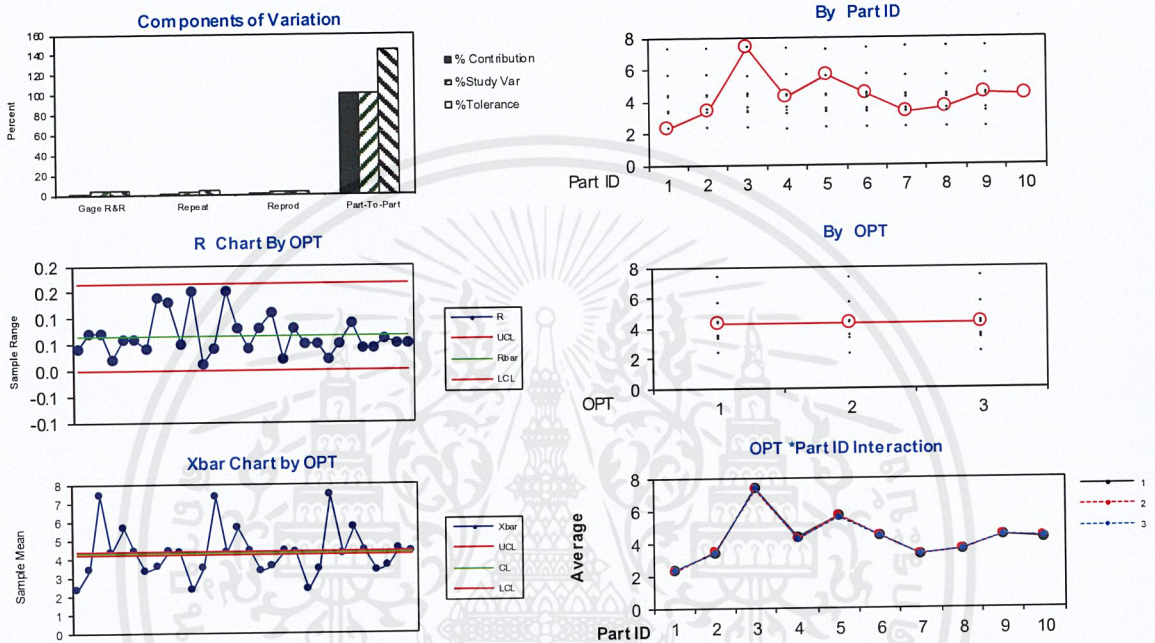 Components of Variation
160
140
120
100
80
60
40
20
0
Percent
Gage R&R
Repeat
Reprod
Part-To-Part
% Contribution
%Study Var
%Tolerance
By Part ID
8
6
4
2
0
Part ID
1 2 3 4 5 6 7 8 9 10
R Chart By OPT
0.2
0.2
0.1
0.1
0.0
-0.1
-0.1
Sample Range
R
UCL
Rbar
LCL
By OPT
8
6
4
2
0
OPT
1 2 3
Xbar Chart by OPT
8
7
6
5
4
3
2
1
0
Sample Mean
Xbar
UCL
CL
LCL
OPT *Part ID Interaction
8
6
4
2
0
Average
Part ID
1 2 3 4 5 6 7 8 9 10
1
2
3